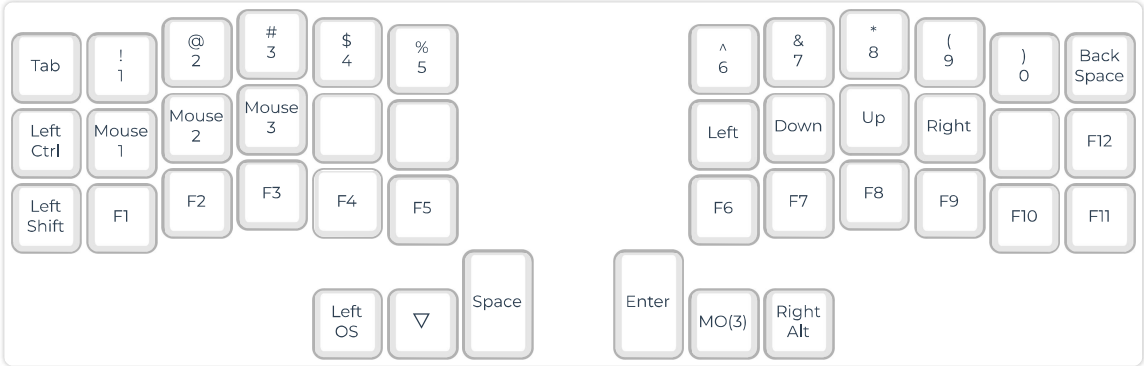 Tab
!
1
@
2
#
3
$
4
%
5
^
6
&
7
*
8
(
9
)
0
Back
Space
Left
Ctrl
Mouse
1
Mouse
2
Mouse
3
Left
Down
Up
Right
F12
Left
Shift
F1
F2
F3
F4
F5
F6
F7
F8
F9
F10
F11
Left
OS
▽
Space
Enter
MO(3)
Right
Alt